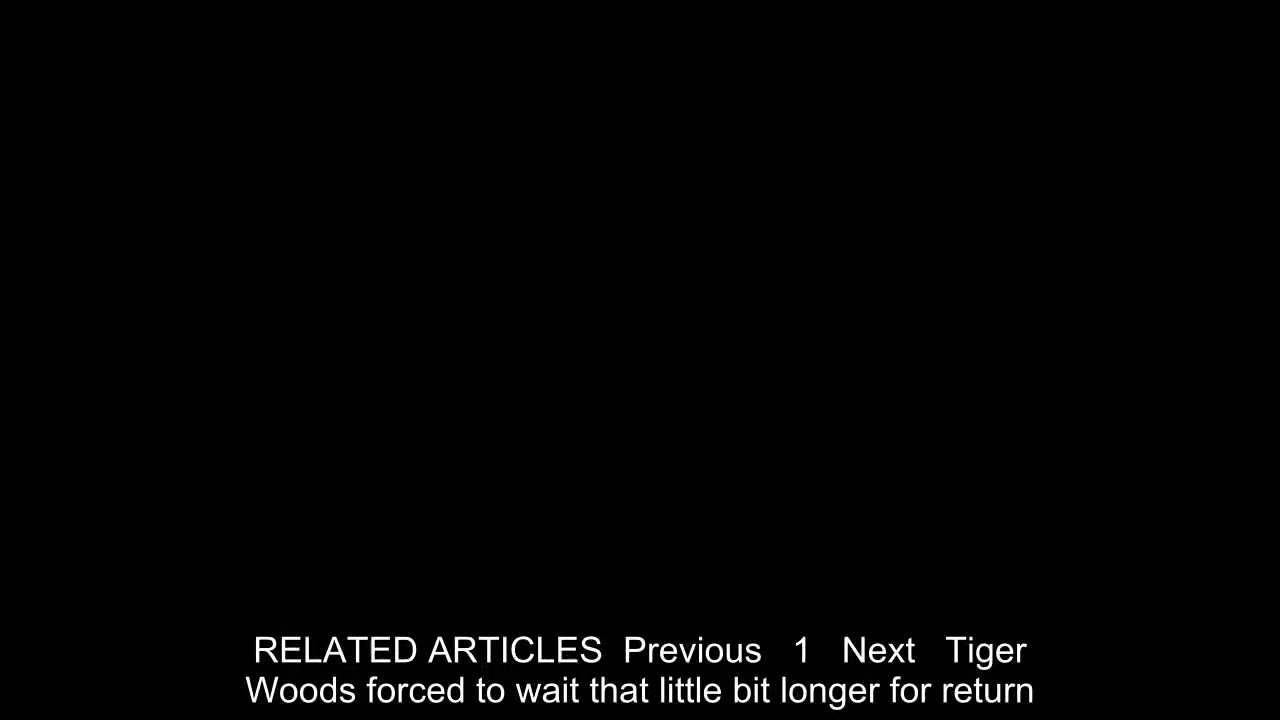 RELATED ARTICLES Previous 1 Next Tiger
Woods forced to wait that little bit longer for return